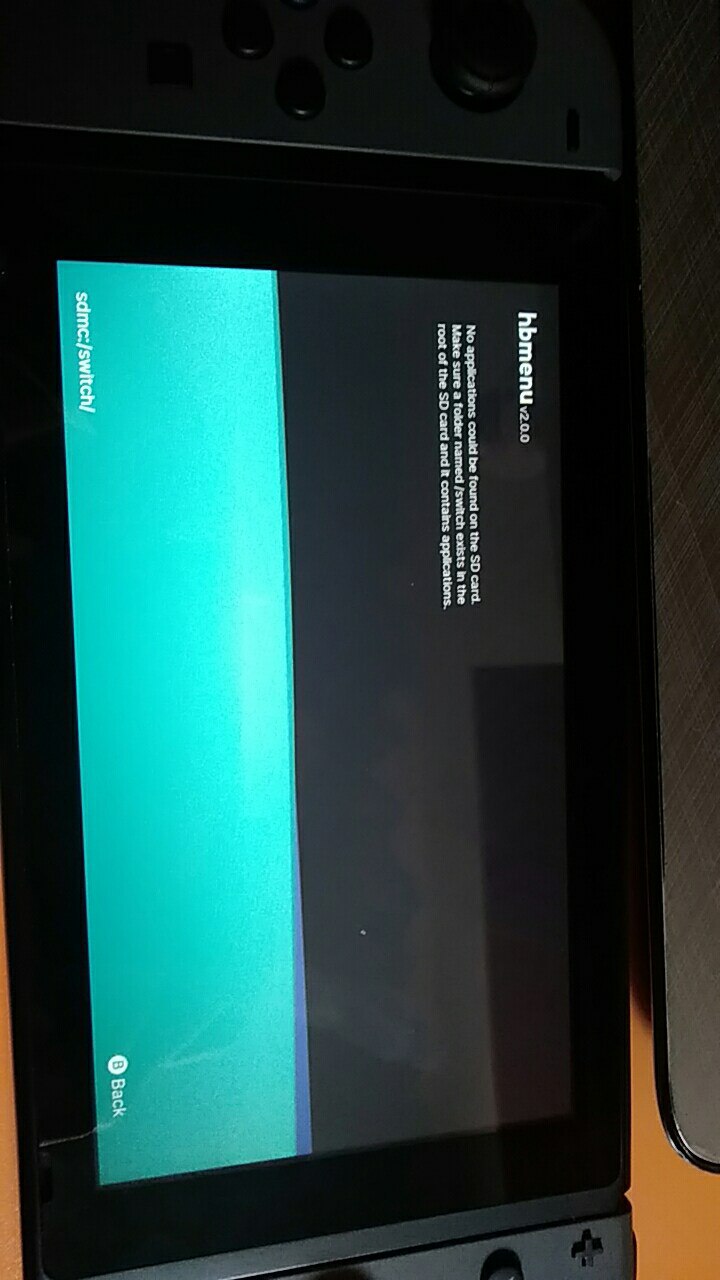 hbmenu v2.0.0
No applications could be found on the SD card.
Make sure a folder named /switch exists in the
root of the SD card and it contains applications.
sdmc:/switch/
B Back